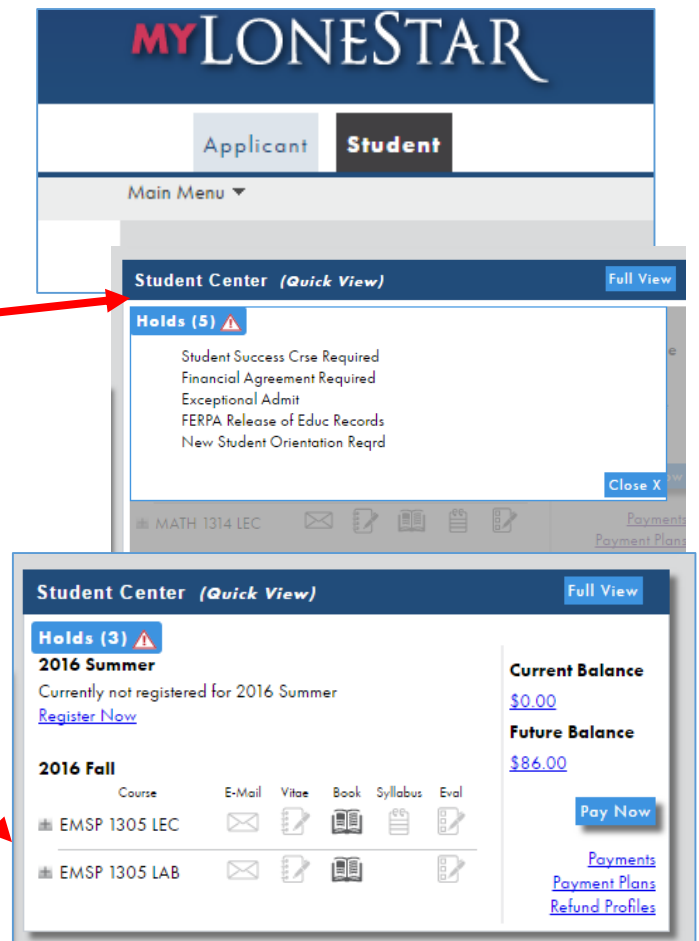 MYLONESTAR
Applicant Student
Main Menu ▼
Student Center (Quick View) Full View
Holds (5)
Student Success Crse Required
Financial Agreement Required
Exceptional Admit
FERPA Release of Educ Records
New Student Orientation Reqrd
Close X
MATH 1314 LEC Payments
Payment Plans
Student Center (Quick View) Full View
Holds (3)
2016 Summer
Currently not registered for 2016 Summer
Register Now
Current Balance
$0.00
Future Balance
$86.00
2016 Fall
Course E-Mail Vitae Book Syllabus Eval
EMSP 1305 LEC
EMSP 1305 LAB
Pay Now
Payments
Payment Plans
Refund Profiles